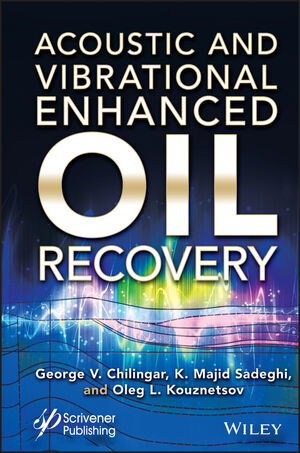 ACOUSTIC AND
VIBRATIONAL
ENHANCED
OIL
RECOVERY
George V. Chilingar, K. Majid Sadeghi,
and Oleg L. Kouznetsov
Scrivener
Publishing
WILEY